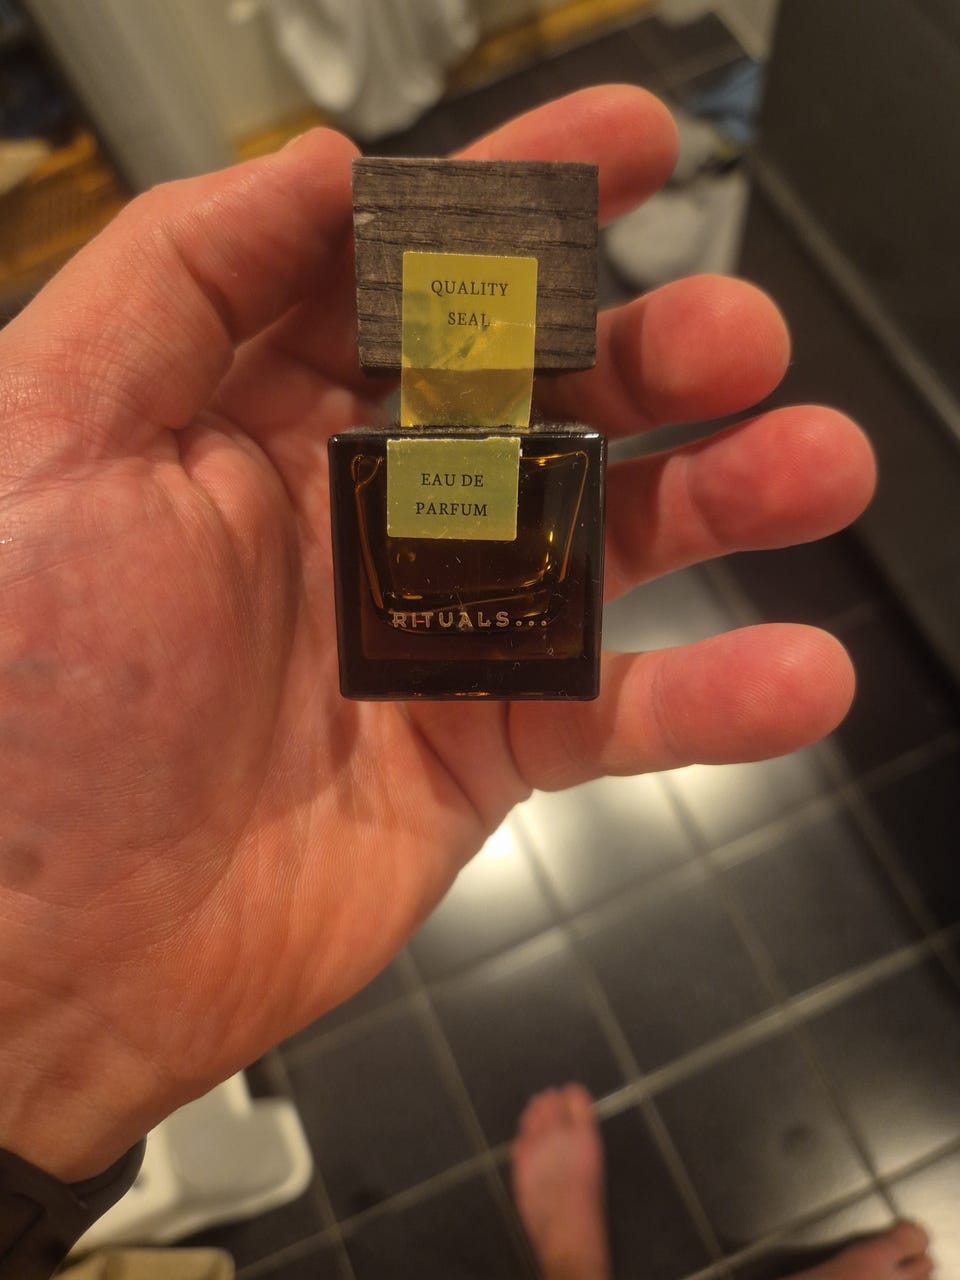 QUALITY
SEAL
EAU DE
PARFUM
RITUALS...